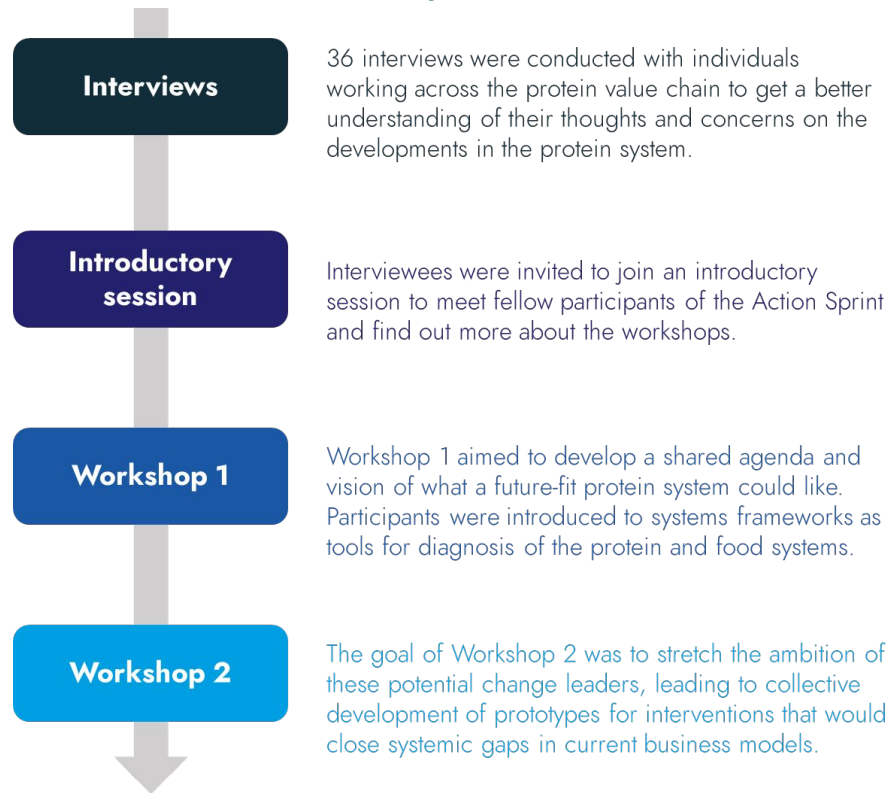 Interviews
36 interviews were conducted with individuals
working across the protein value chain to get a better
understanding of their thoughts and concerns on the
developments in the protein system.
Introductory
session
Interviewees were invited to join an introductory
session to meet fellow participants of the Action Sprint
and find out more about the workshops.
Workshop 1
Workshop 1 aimed to develop a shared agenda and
vision of what a future-fit protein system could like.
Participants were introduced to systems frameworks as
tools for diagnosis of the protein and food systems.
Workshop 2
The goal of Workshop 2 was to stretch the ambition of
these potential change leaders, leading to collective
development of prototypes for interventions that would
close systemic gaps in current business models.